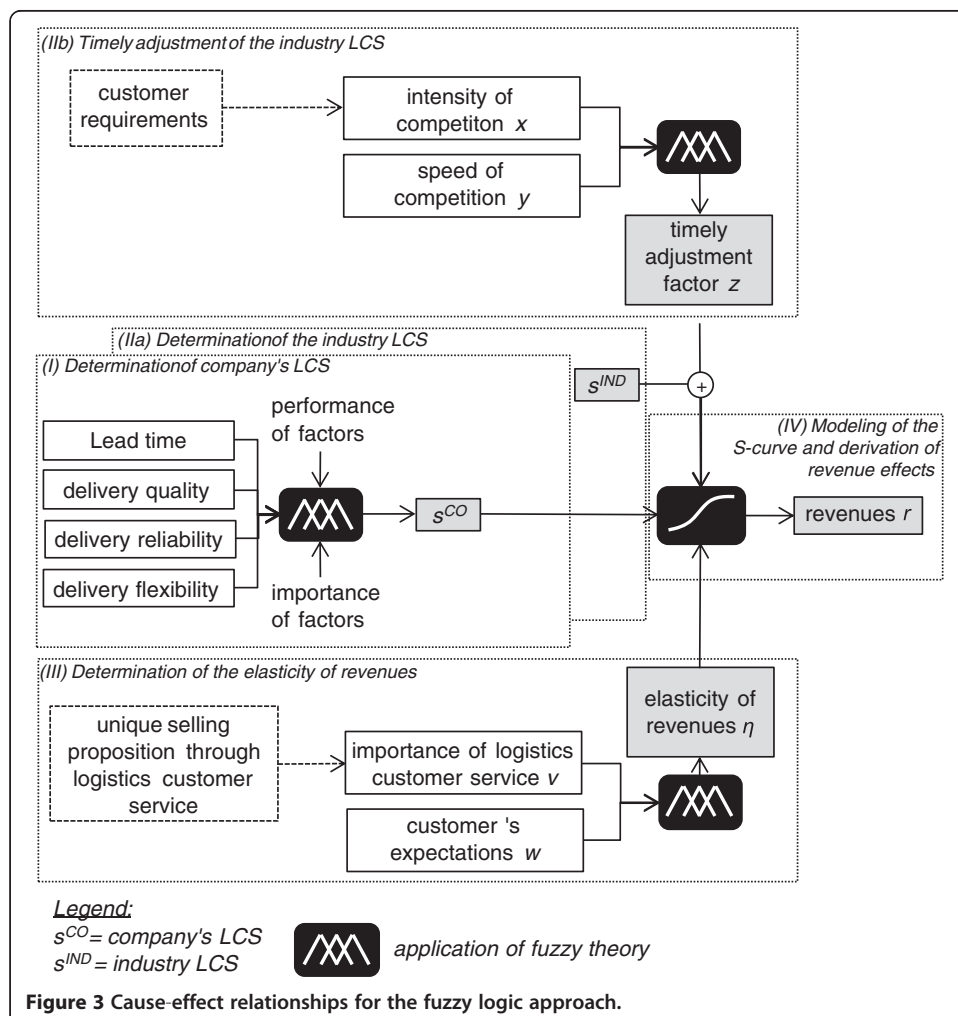 (IIb) Timely adjustment of the industry LCS
customer
requirements
intensity of
competiton x
speed of
competition y
timely
adjustment
factor z
(IIa) Determinationof the industry LCS
(I) Determinationof company's LCS
s^IND
+
performance
of factors
(IV) Modeling of the
S-curve and derivation of
revenue effects
Lead time
delivery quality
delivery reliability
delivery flexibility
s^CO
revenues r
importance
of factors
(III) Determination of the elasticity of revenues
elasticity of
revenues η
unique selling
proposition through
logistics customer
service
importance of logistics
customer service v
customer 's
expectations w
Legend:
s^CO = company's LCS
s^IND = industry LCS
application of fuzzy theory
Figure 3 Cause-effect relationships for the fuzzy logic approach.